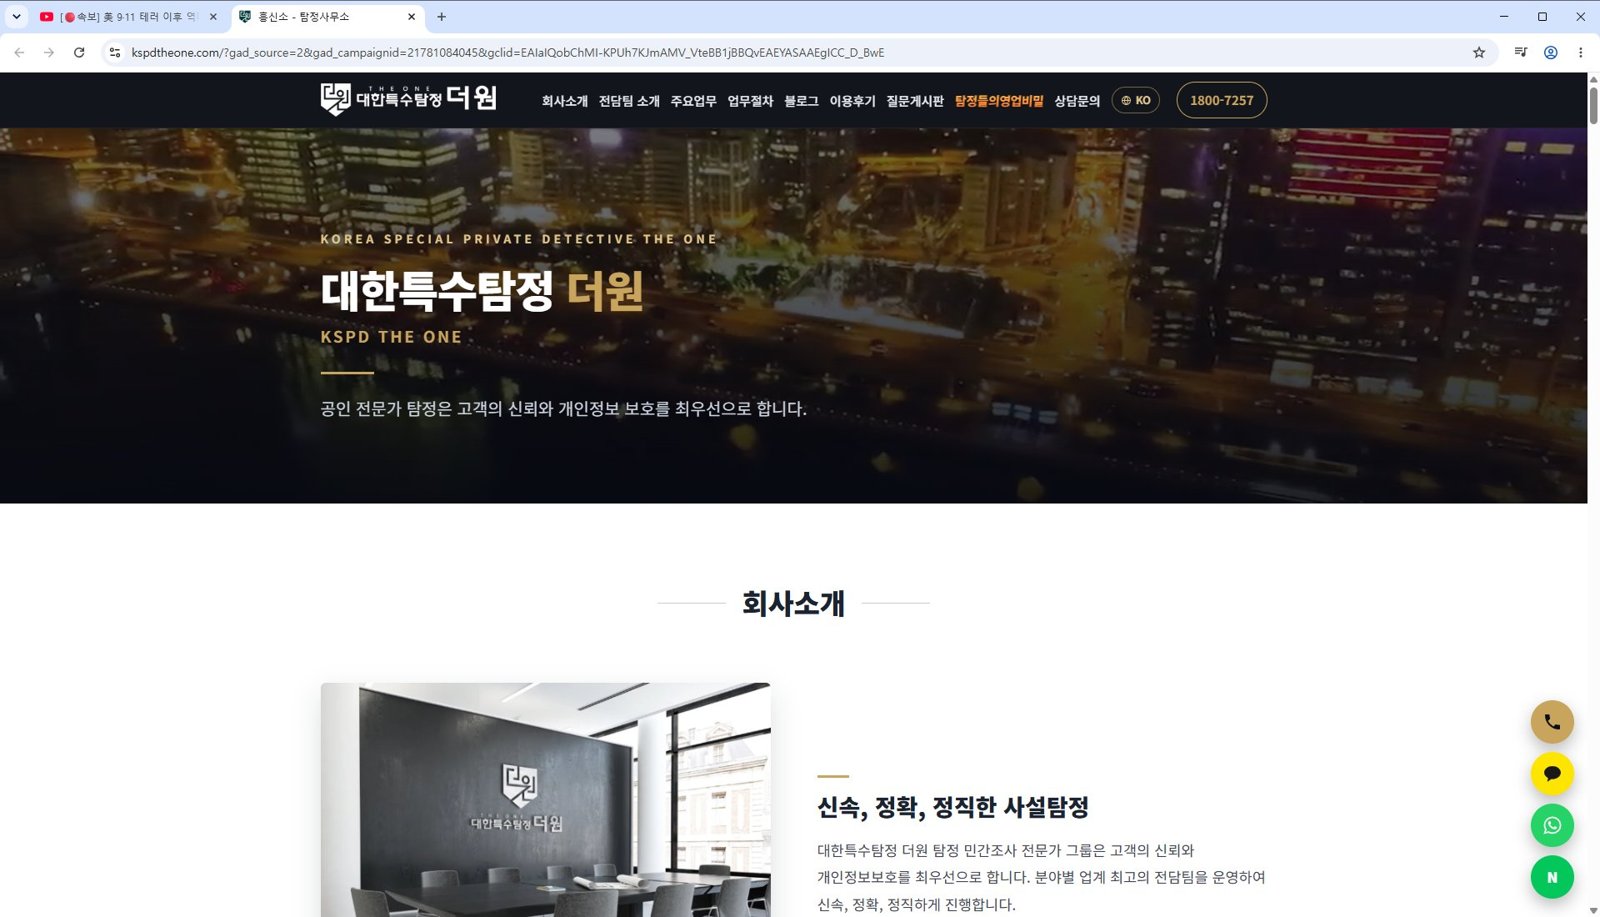 [🔴속보] 美 9·11 테러 이후 역
흥신소 - 탐정사무소
kspdtheone.com/?gad_source=2&gad_campaignid=21781084045&gclid=EAIaIQobChMI-KPUh7KJmAMV_VteBB1jBBQvEAEYASAAEgICC_D_BwE
THE ONE
대한특수탐정 더원
회사소개 전담팀 소개 주요업무 업무절차 블로그 이용후기 질문게시판 탐정들의영업비밀 상담문의 KO 1800-7257
KOREA SPECIAL PRIVATE DETECTIVE THE ONE
대한특수탐정 더원
KSPD THE ONE
공인 전문가 탐정은 고객의 신뢰와 개인정보 보호를 최우선으로 합니다.
회사소개
THE ONE
대한특수탐정더원
신속, 정확, 정직한 사설탐정
대한특수탐정 더원 탐정 민간조사 전문가 그룹은 고객의 신뢰와
개인정보보호를 최우선으로 합니다. 분야별 업계 최고의 전담팀을 운영하여
신속, 정확, 정직하게 진행합니다.
N